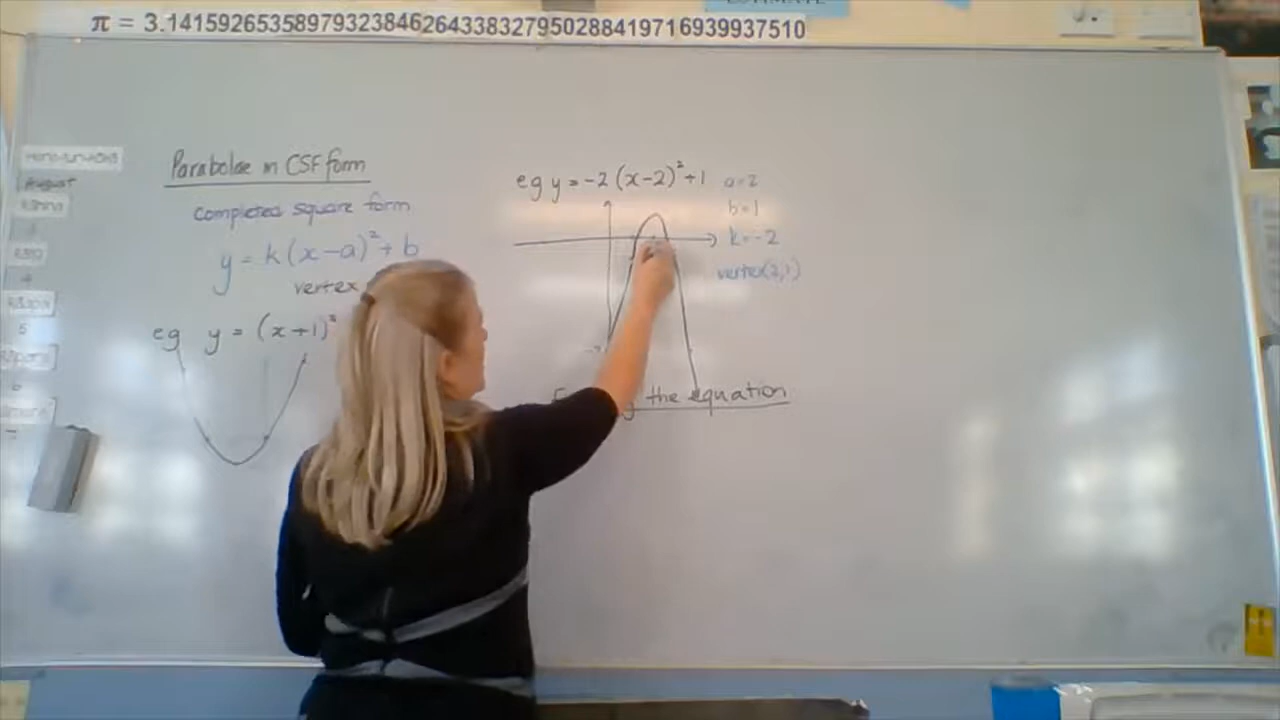 π = 3.14159265358979323846264338327950288419716939937510
Parabolae in CSF form
completed square form
y = k(x-a)² + b
vertex
eg y = (x+1)²
eg y = -2(x-2)²+1
a=2
b=1
k=-2
vertex(2,1)
the equation
August